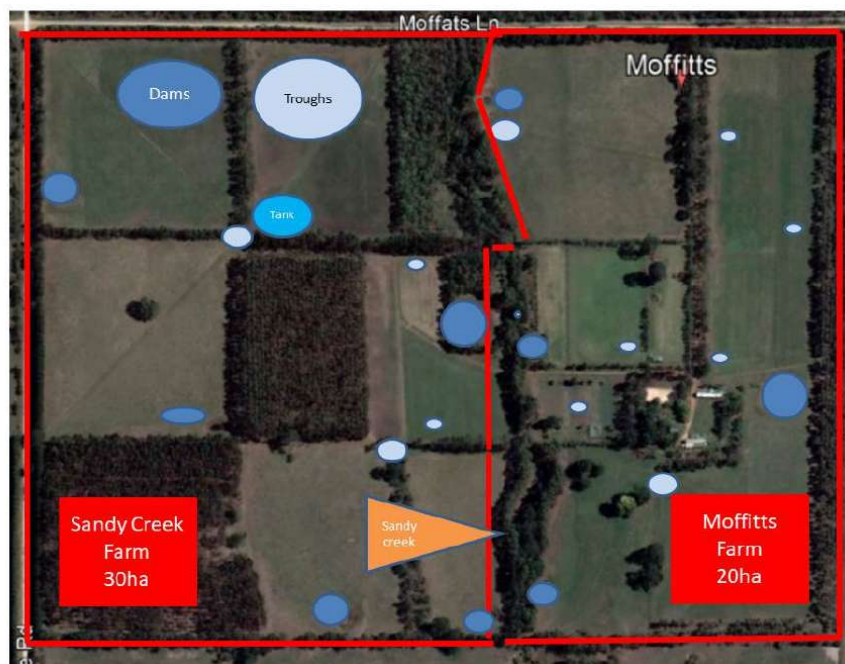 Moffats Ln
Moffitts
Dams
Troughs
Tank
Sandy
creek
Sandy Creek
Farm
30ha
Moffitts
Farm
20ha